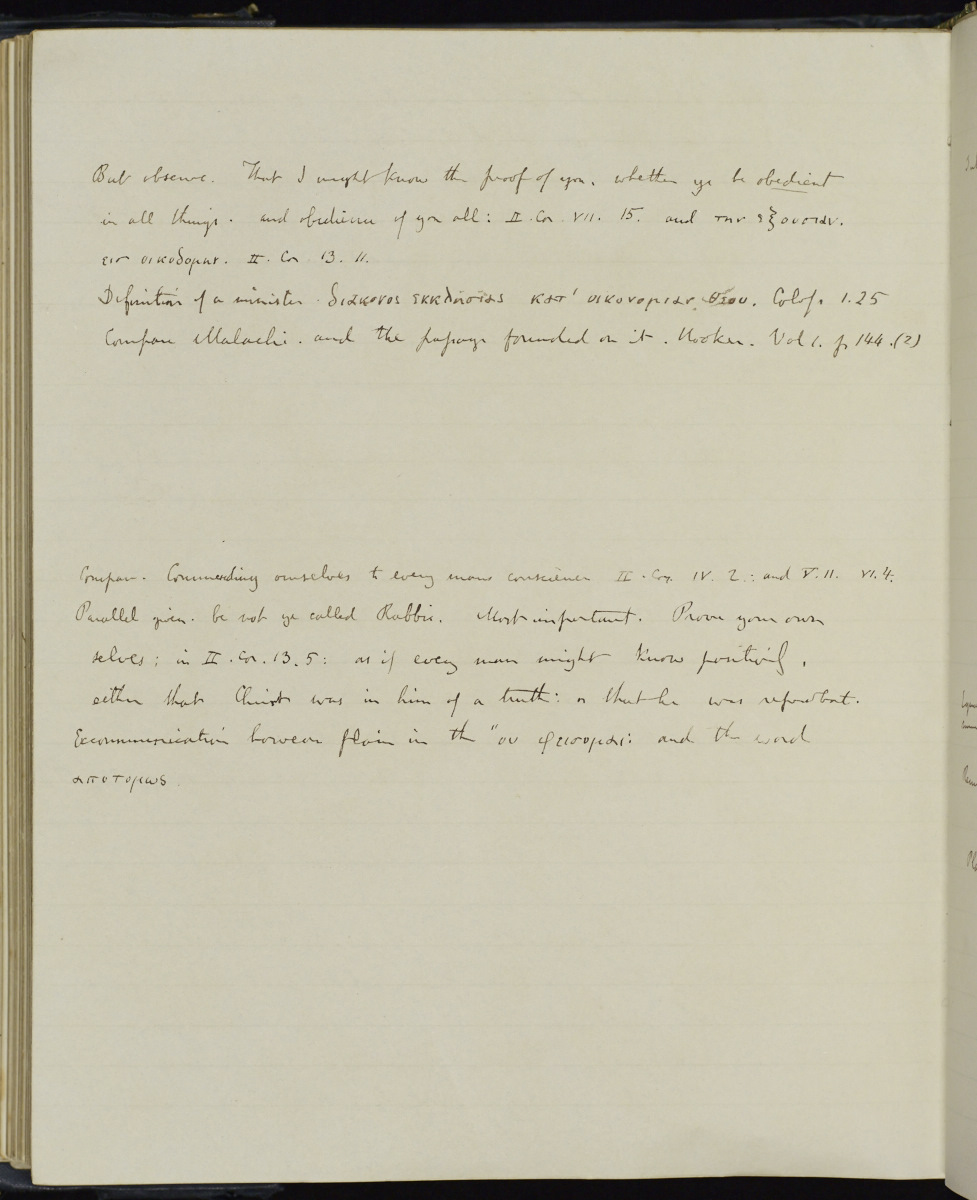 But observe. That I might know the proof of you, whether ye be obedient
in all things. and obedience of you all: II. Cor VII. 15. and την εξουσιαν.
εισ οικοδομην. II. Cor 13. 11.
Definition of a minister. διακονος εκκλησιας κατ' οικονομιαν θεου. Coloss. 1.25
Compare Malachi. and the passage founded on it. Hooker. Vol 1. p 144.(2)
Compare. Commending ourselves to every mans conscience II. Cor. IV. 2.: and V. 11. VI. 4.
Parallel given. be not ye called Rabbi. Most important. Prove your own
selves; in II. Cor. 13. 5: as if every man might know positively,
either that Christ was in him of a truth: or that he was reprobate.
Excommunication however plain in the "ου φεισομαι: and the word
αποτομως